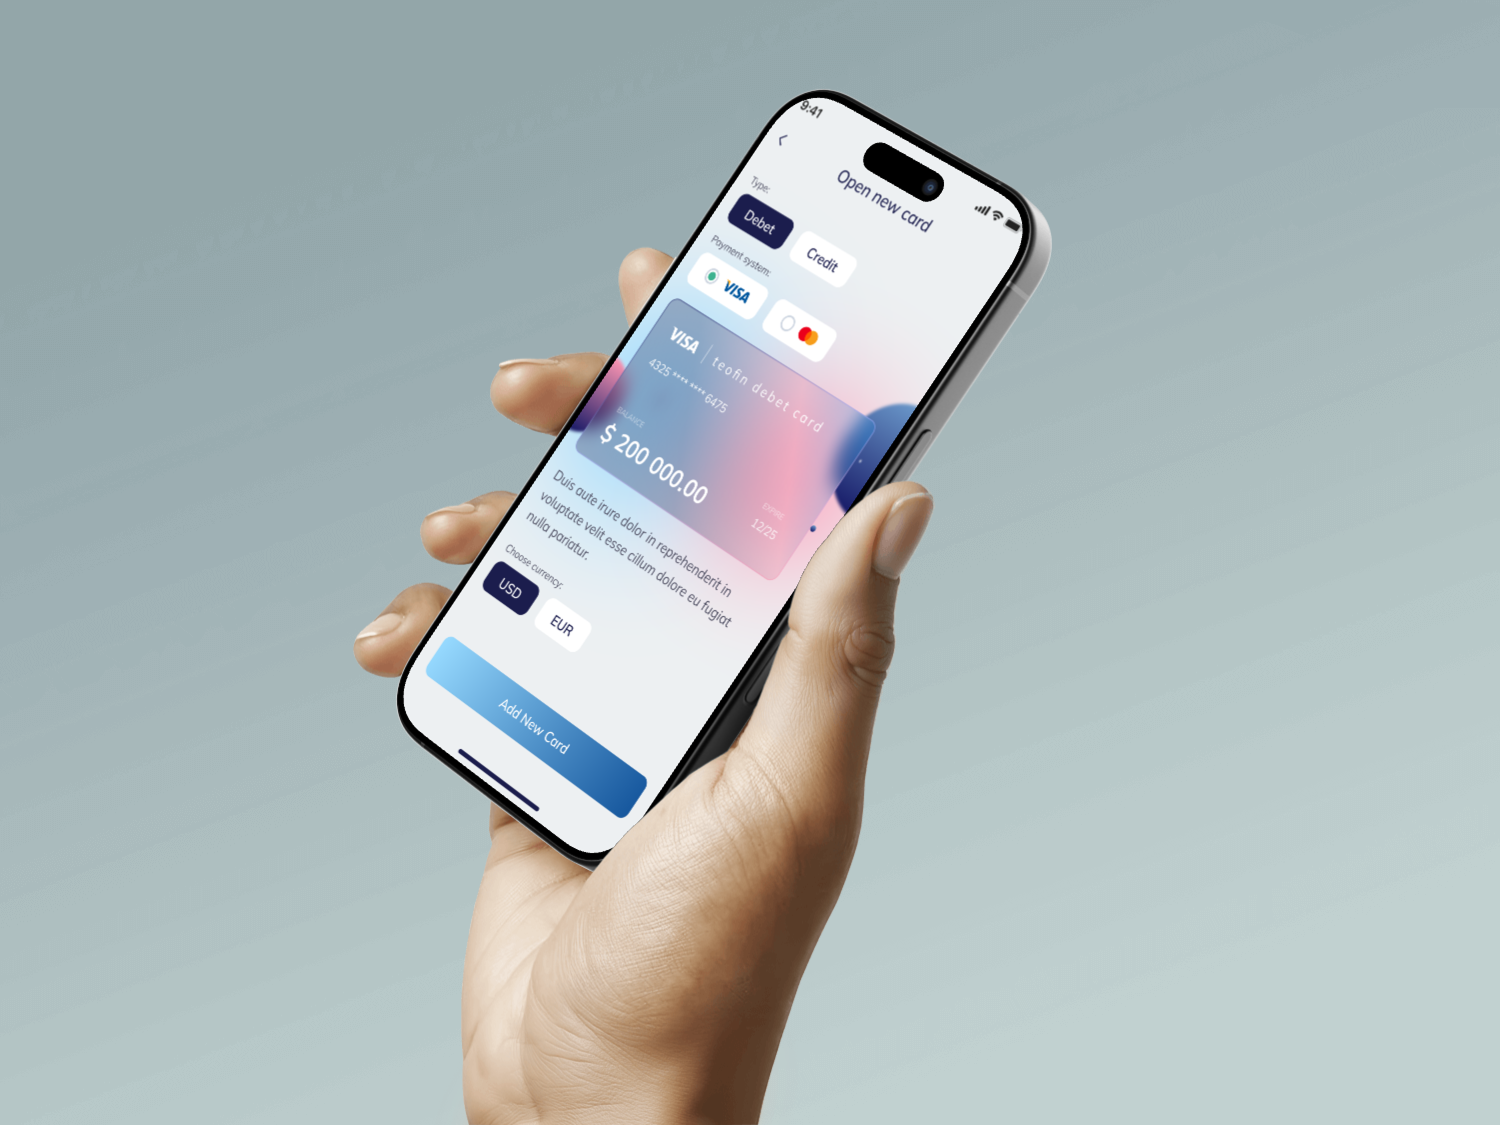 9:41
Open new card
Type:
Debet
Credit
Payment system:
VISA
VISA | teofin debet card
4325 **** **** 6475
BALANCE
$ 200 000.00
EXPIRE
12/25
Duis aute irure dolor in reprehenderit in
voluptate velit esse cillum dolore eu fugiat
nulla pariatur.
Choose currency:
USD
EUR
Add New Card